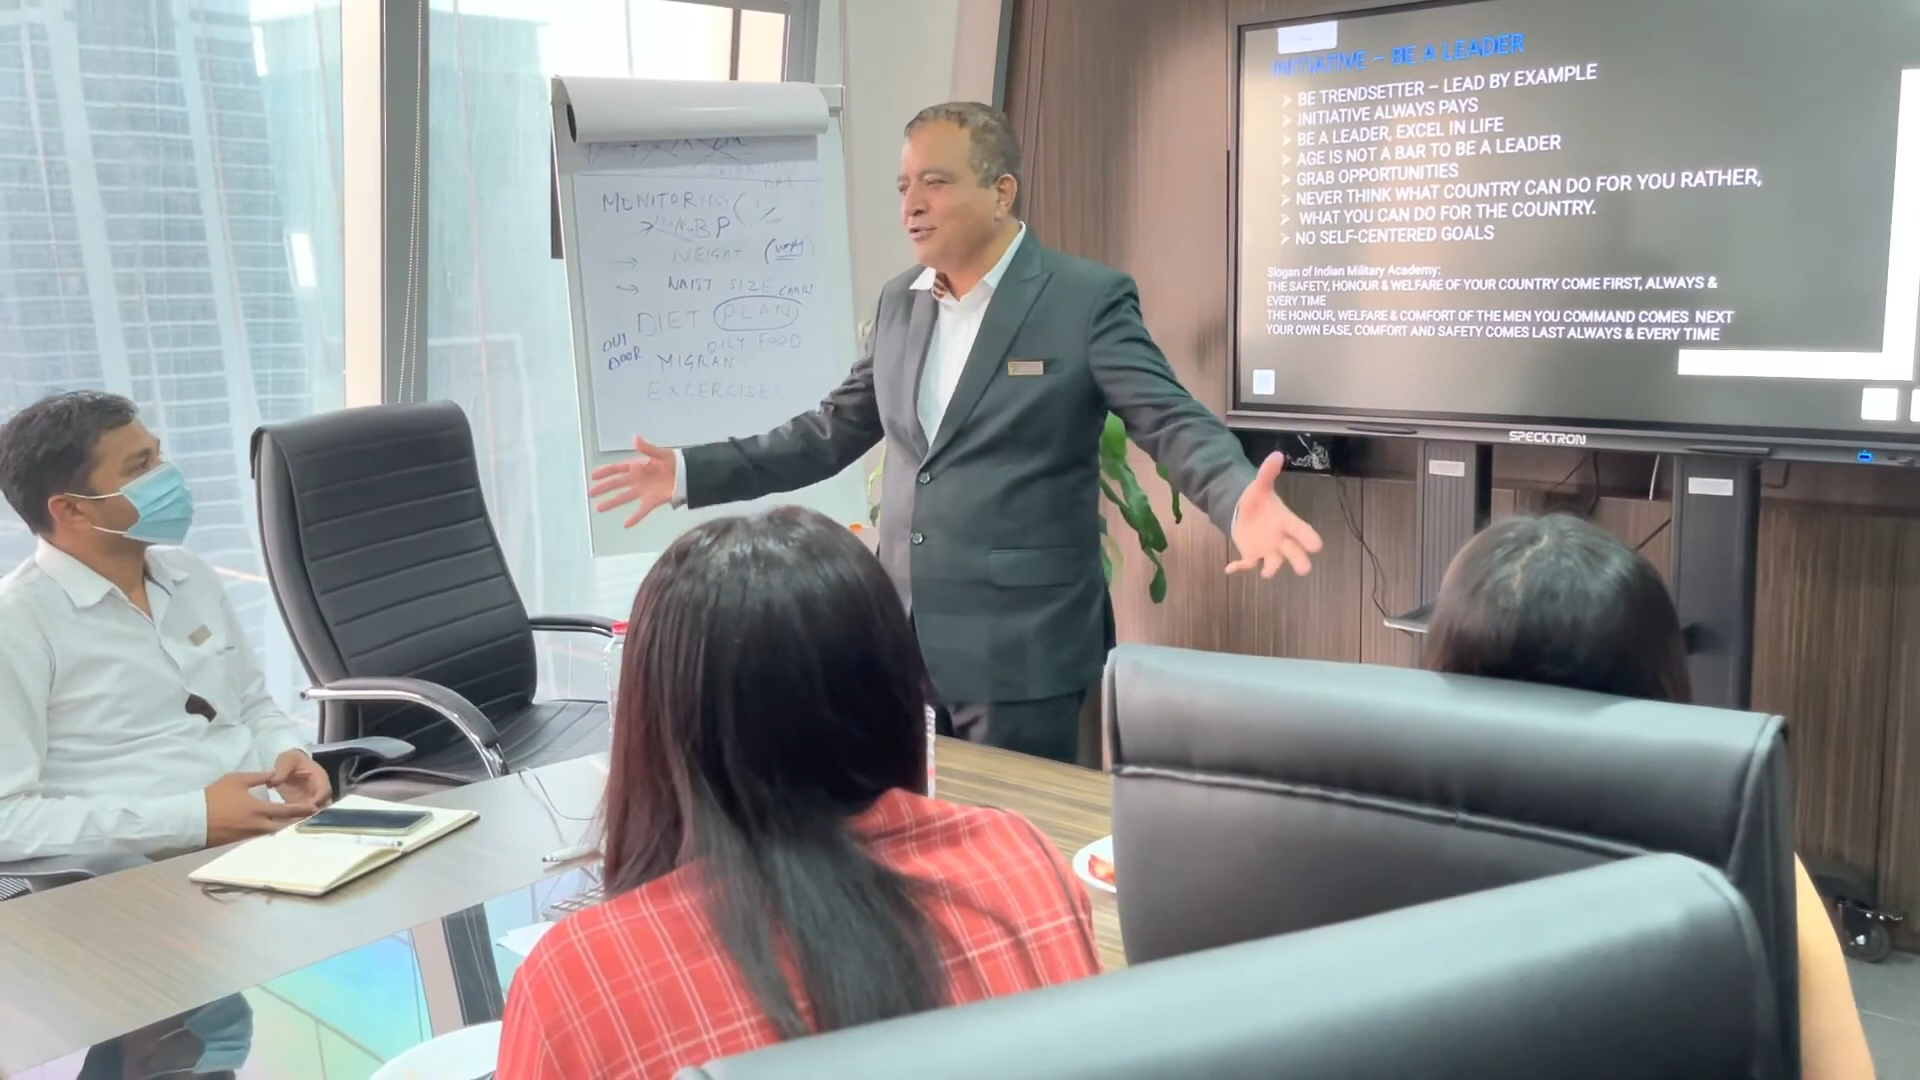 MONITORING
BP
WEIGHT
WAIST SIZE
DIET PLAN
OILY FOOD
OUT
DOOR
MIGRAN
EXLERCISES
INITIATIVE – BE A LEADER
➢ BE TRENDSETTER – LEAD BY EXAMPLE
➢ INITIATIVE ALWAYS PAYS
➢ BE A LEADER, EXCEL IN LIFE
➢ AGE IS NOT A BAR TO BE A LEADER
➢ GRAB OPPORTUNITIES
➢ NEVER THINK WHAT COUNTRY CAN DO FOR YOU RATHER,
➢ WHAT YOU CAN DO FOR THE COUNTRY.
➢ NO SELF-CENTERED GOALS
Slogan of Indian Military Academy:
THE SAFETY, HONOUR & WELFARE OF YOUR COUNTRY COME FIRST, ALWAYS &
EVERY TIME
THE HONOUR, WELFARE & COMFORT OF THE MEN YOU COMMAND COMES NEXT
YOUR OWN EASE, COMFORT AND SAFETY COMES LAST ALWAYS & EVERY TIME
SPECKTRON